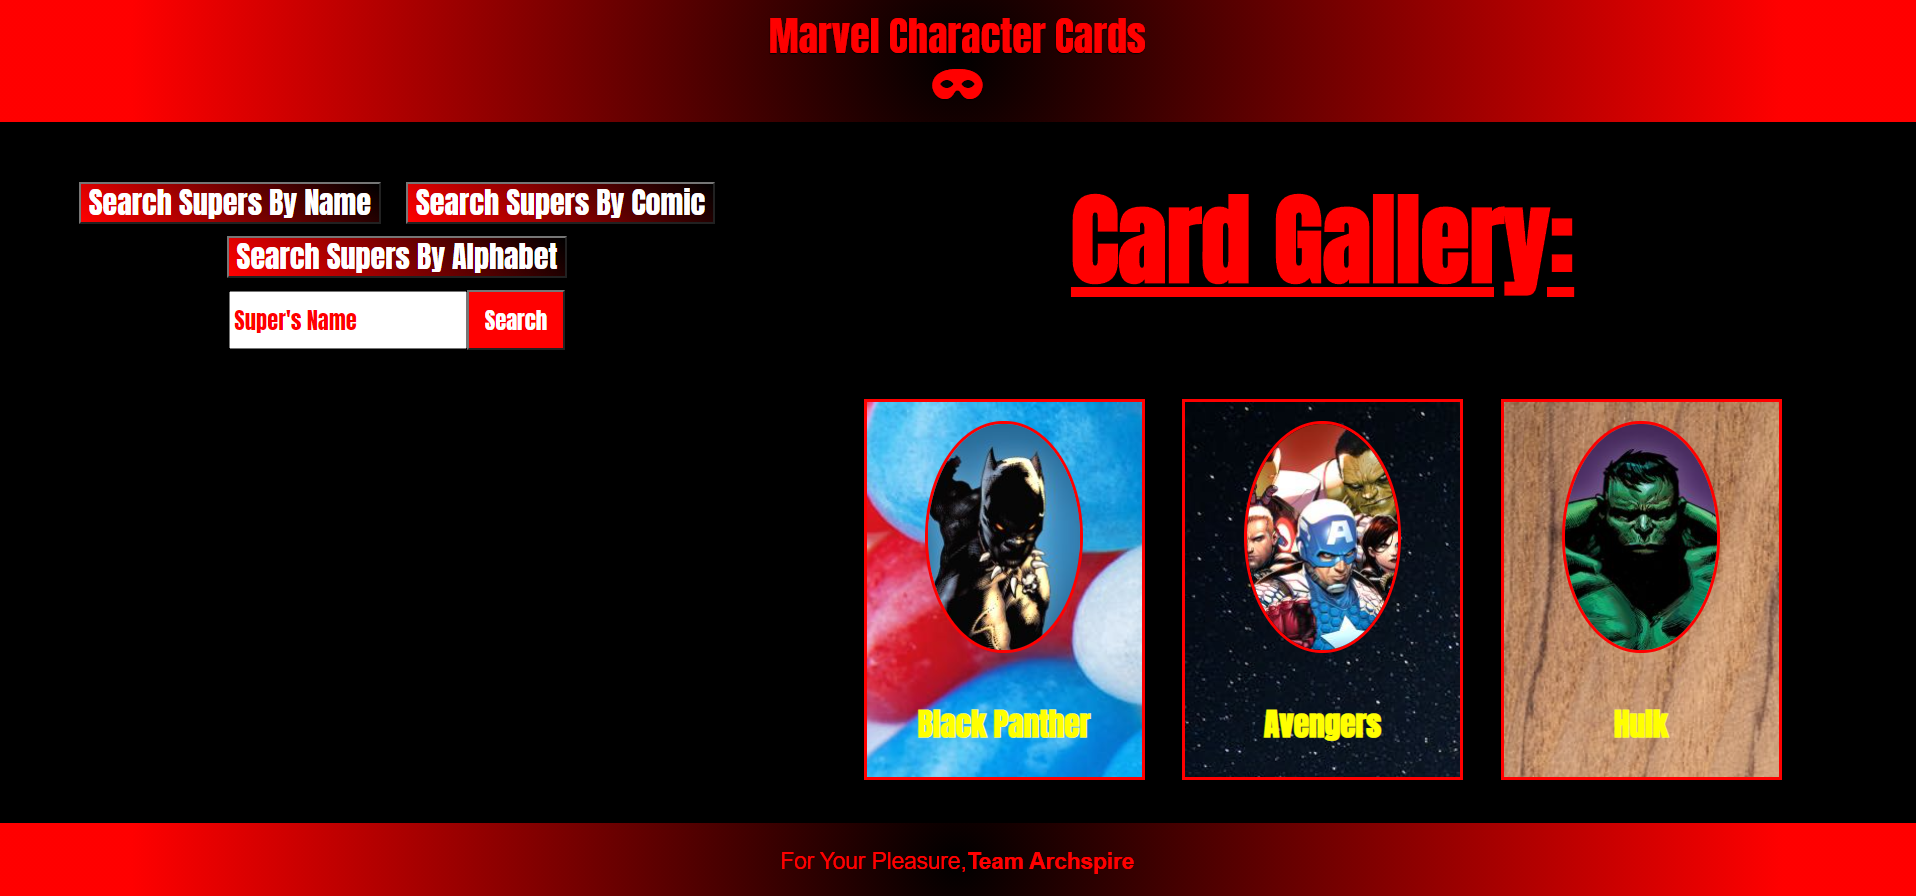 Marvel Character Cards
Search Supers By Name
Search Supers By Comic
Search Supers By Alphabet
Super's Name
Search
Card Gallery:
A
Black Panther
Avengers
Hulk
For Your Pleasure,Team Archspire